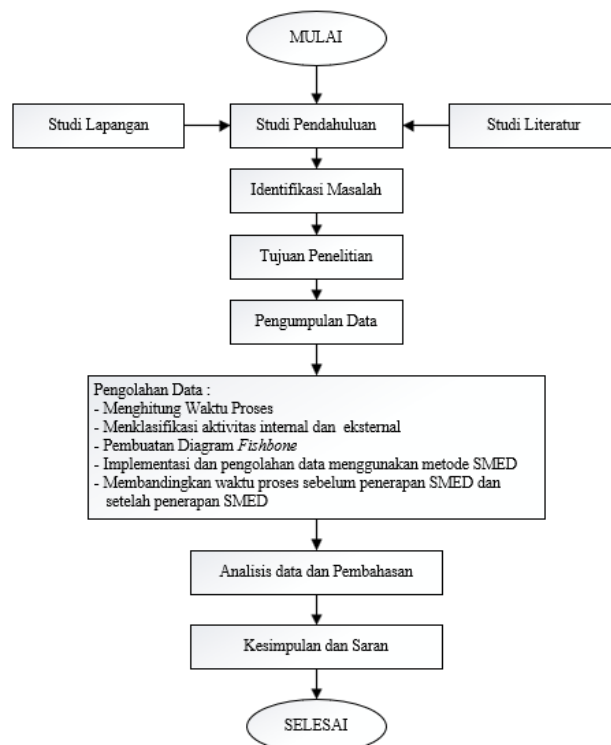 MULAI
Studi Lapangan
Studi Pendahuluan
Studi Literatur
Identifikasi Masalah
Tujuan Penelitian
Pengumpulan Data
Pengolahan Data :
- Menghitung Waktu Proses
- Menklasifikasi aktivitas internal dan eksternal
- Pembuatan Diagram Fishbone
- Implementasi dan pengolahan data menggunakan metode SMED
- Membandingkan waktu proses sebelum penerapan SMED dan
setelah penerapan SMED
Analisis data dan Pembahasan
Kesimpulan dan Saran
SELESAI